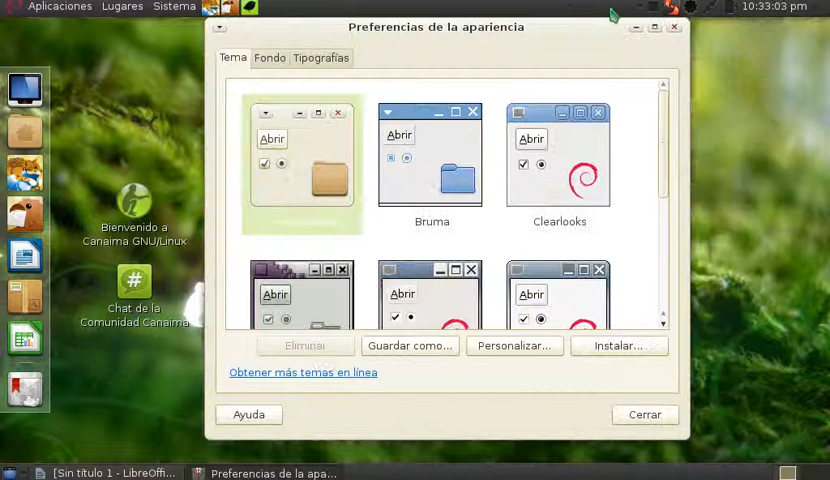 Aplicaciones Lugares Sistema
10:33:03 pm
Preferencias de la apariencia
Tema Fondo Tipografías
Abrir
Abrir
Abrir
Bruma
Clearlooks
Abrir
Abrir
Abrir
Eliminar
Guardar como...
Personalizar...
Instalar...
Obtener más temas en línea
Ayuda
Cerrar
Bienvenido a
Canaima GNU/Linux
#
Chat de la
Comunidad Canaima
[Sin título 1 - LibreOffi...
Preferencias de la apa...